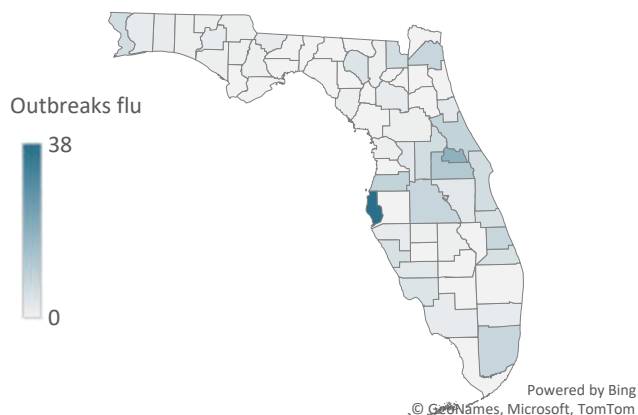 Outbreaks flu
38
0
Powered by Bing
© GeoNames, Microsoft, TomTom